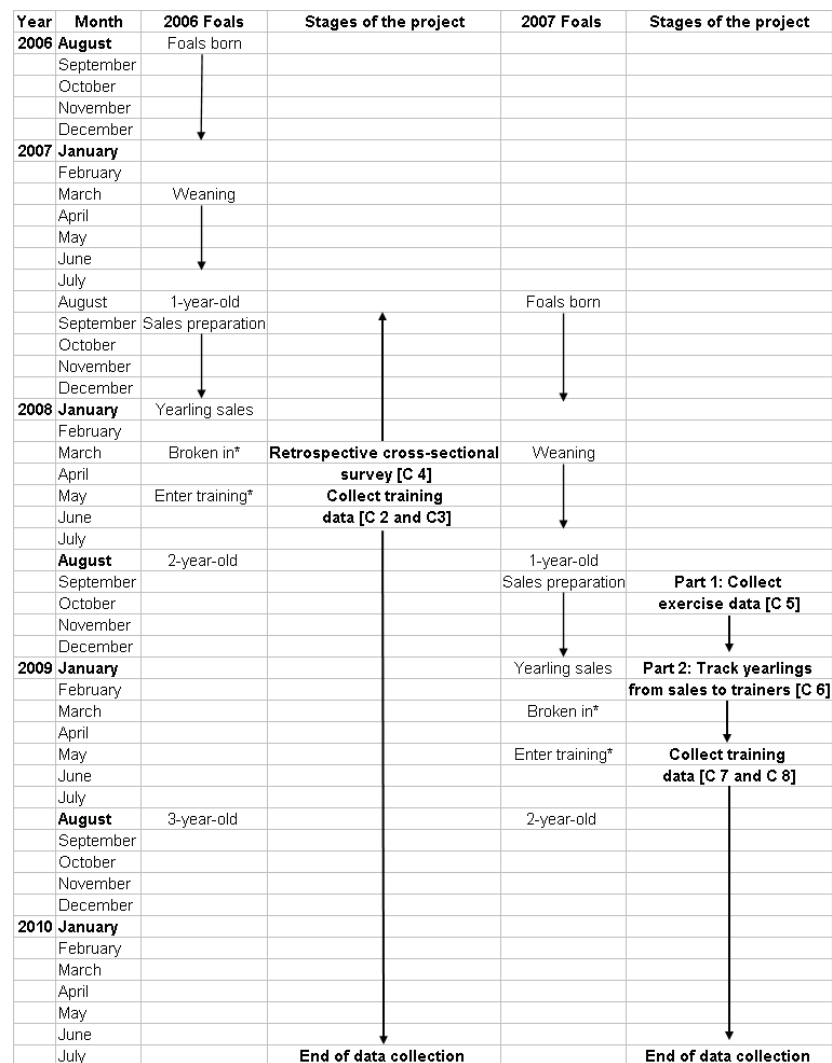 Year Month 2006 Foals Stages of the project 2007 Foals Stages of the project
2006 August Foals born
September
October
November
December
2007 January
February
March Weaning
April
May
June
July
August 1-year-old Foals born
September Sales preparation
October
November
December
2008 January Yearling sales
February
March Broken in* Retrospective cross-sectional Weaning
April survey [C 4]
May Enter training* Collect training
June data [C 2 and C3]
July
August 2-year-old 1-year-old
September Sales preparation Part 1: Collect
October exercise data [C 5]
November
December
2009 January Yearling sales Part 2: Track yearlings
February from sales to trainers [C 6]
March Broken in*
April
May Enter training* Collect training
June data [C 7 and C 8]
July
August 3-year-old 2-year-old
September
October
November
December
2010 January
February
March
April
May
June
July End of data collection End of data collection